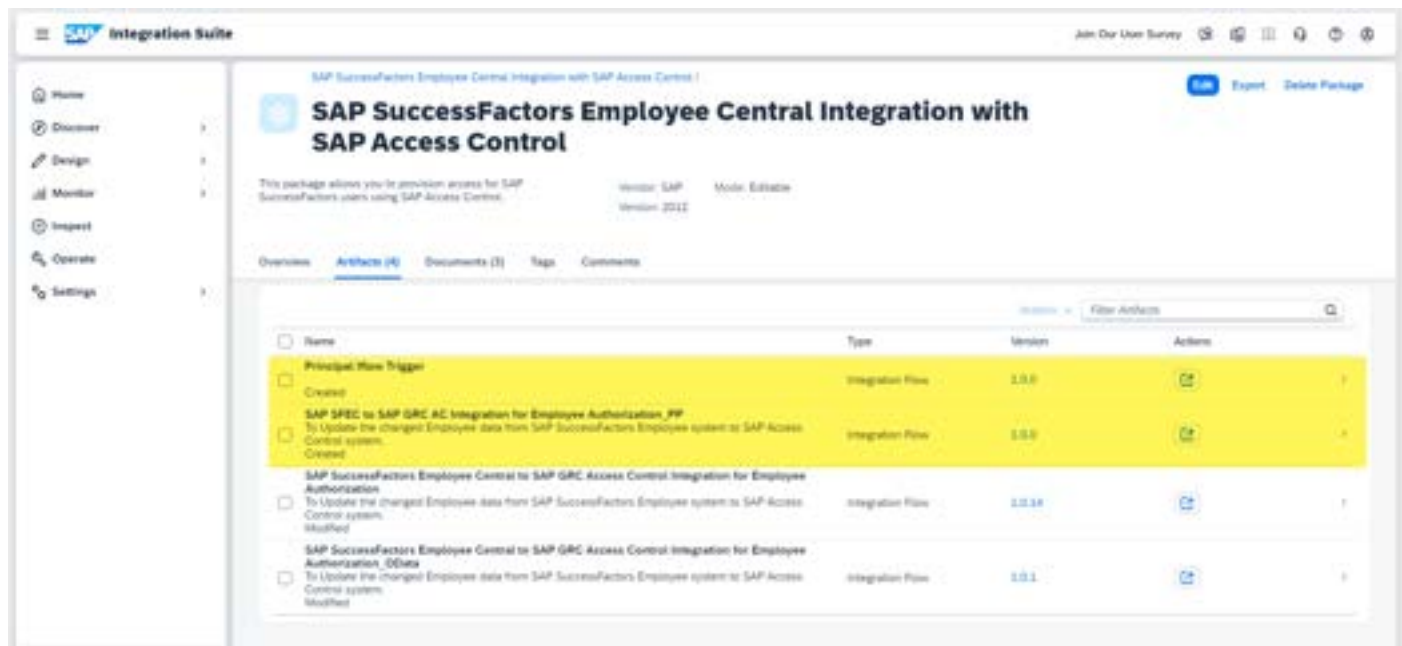 SAP Integration Suite
Join Our User Survey
Home
Discover
Design
Monitor
Inspect
Operate
Settings
SAP SuccessFactors Employee Central Integration with SAP Access Control /
SAP SuccessFactors Employee Central Integration with
SAP Access Control
Edit Export Delete Package
This package allows you to provision access for SAP
SuccessFactors users using SAP Access Control.
Vendor: SAP Mode: Editable
Version: 2012
Overview Artifacts (4) Documents (3) Tags Comments
Actions Filter Artifacts
Name Type Version Actions
Principal Iflow Trigger
Created
Integration Flow 1.0.0
SAP SFEC to SAP GRC AC Integration for Employee Authorization_PP
To Update the changed Employee data from SAP SuccessFactors Employee system to SAP Access
Control system.
Created
Integration Flow 1.0.0
SAP SuccessFactors Employee Central to SAP GRC Access Control Integration for Employee
Authorization
To Update the changed Employee data from SAP SuccessFactors Employee system to SAP Access
Control system.
Modified
Integration Flow 1.0.14
SAP SuccessFactors Employee Central to SAP GRC Access Control Integration for Employee
Authorization_OData
To Update the changed Employee data from SAP SuccessFactors Employee system to SAP Access
Control system.
Modified
Integration Flow 1.0.1